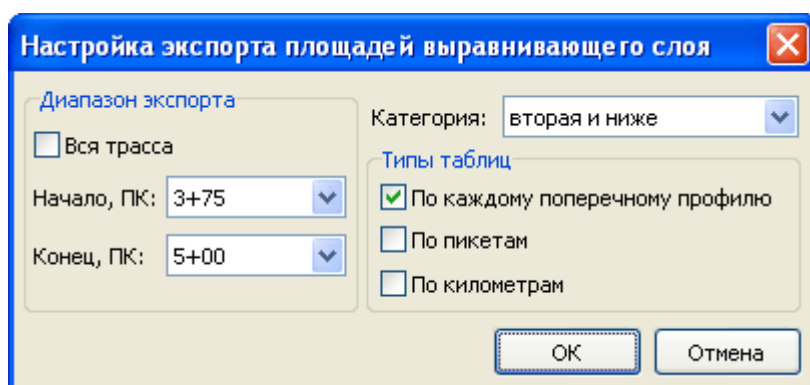 Настройка экспорта площадей выравнивающего слоя
Диапазон экспорта
Вся трасса
Начало, ПК: 3+75
Конец, ПК: 5+00
Категория: вторая и ниже
Типы таблиц
По каждому поперечному профилю
По пикетам
По километрам
ОК Отмена